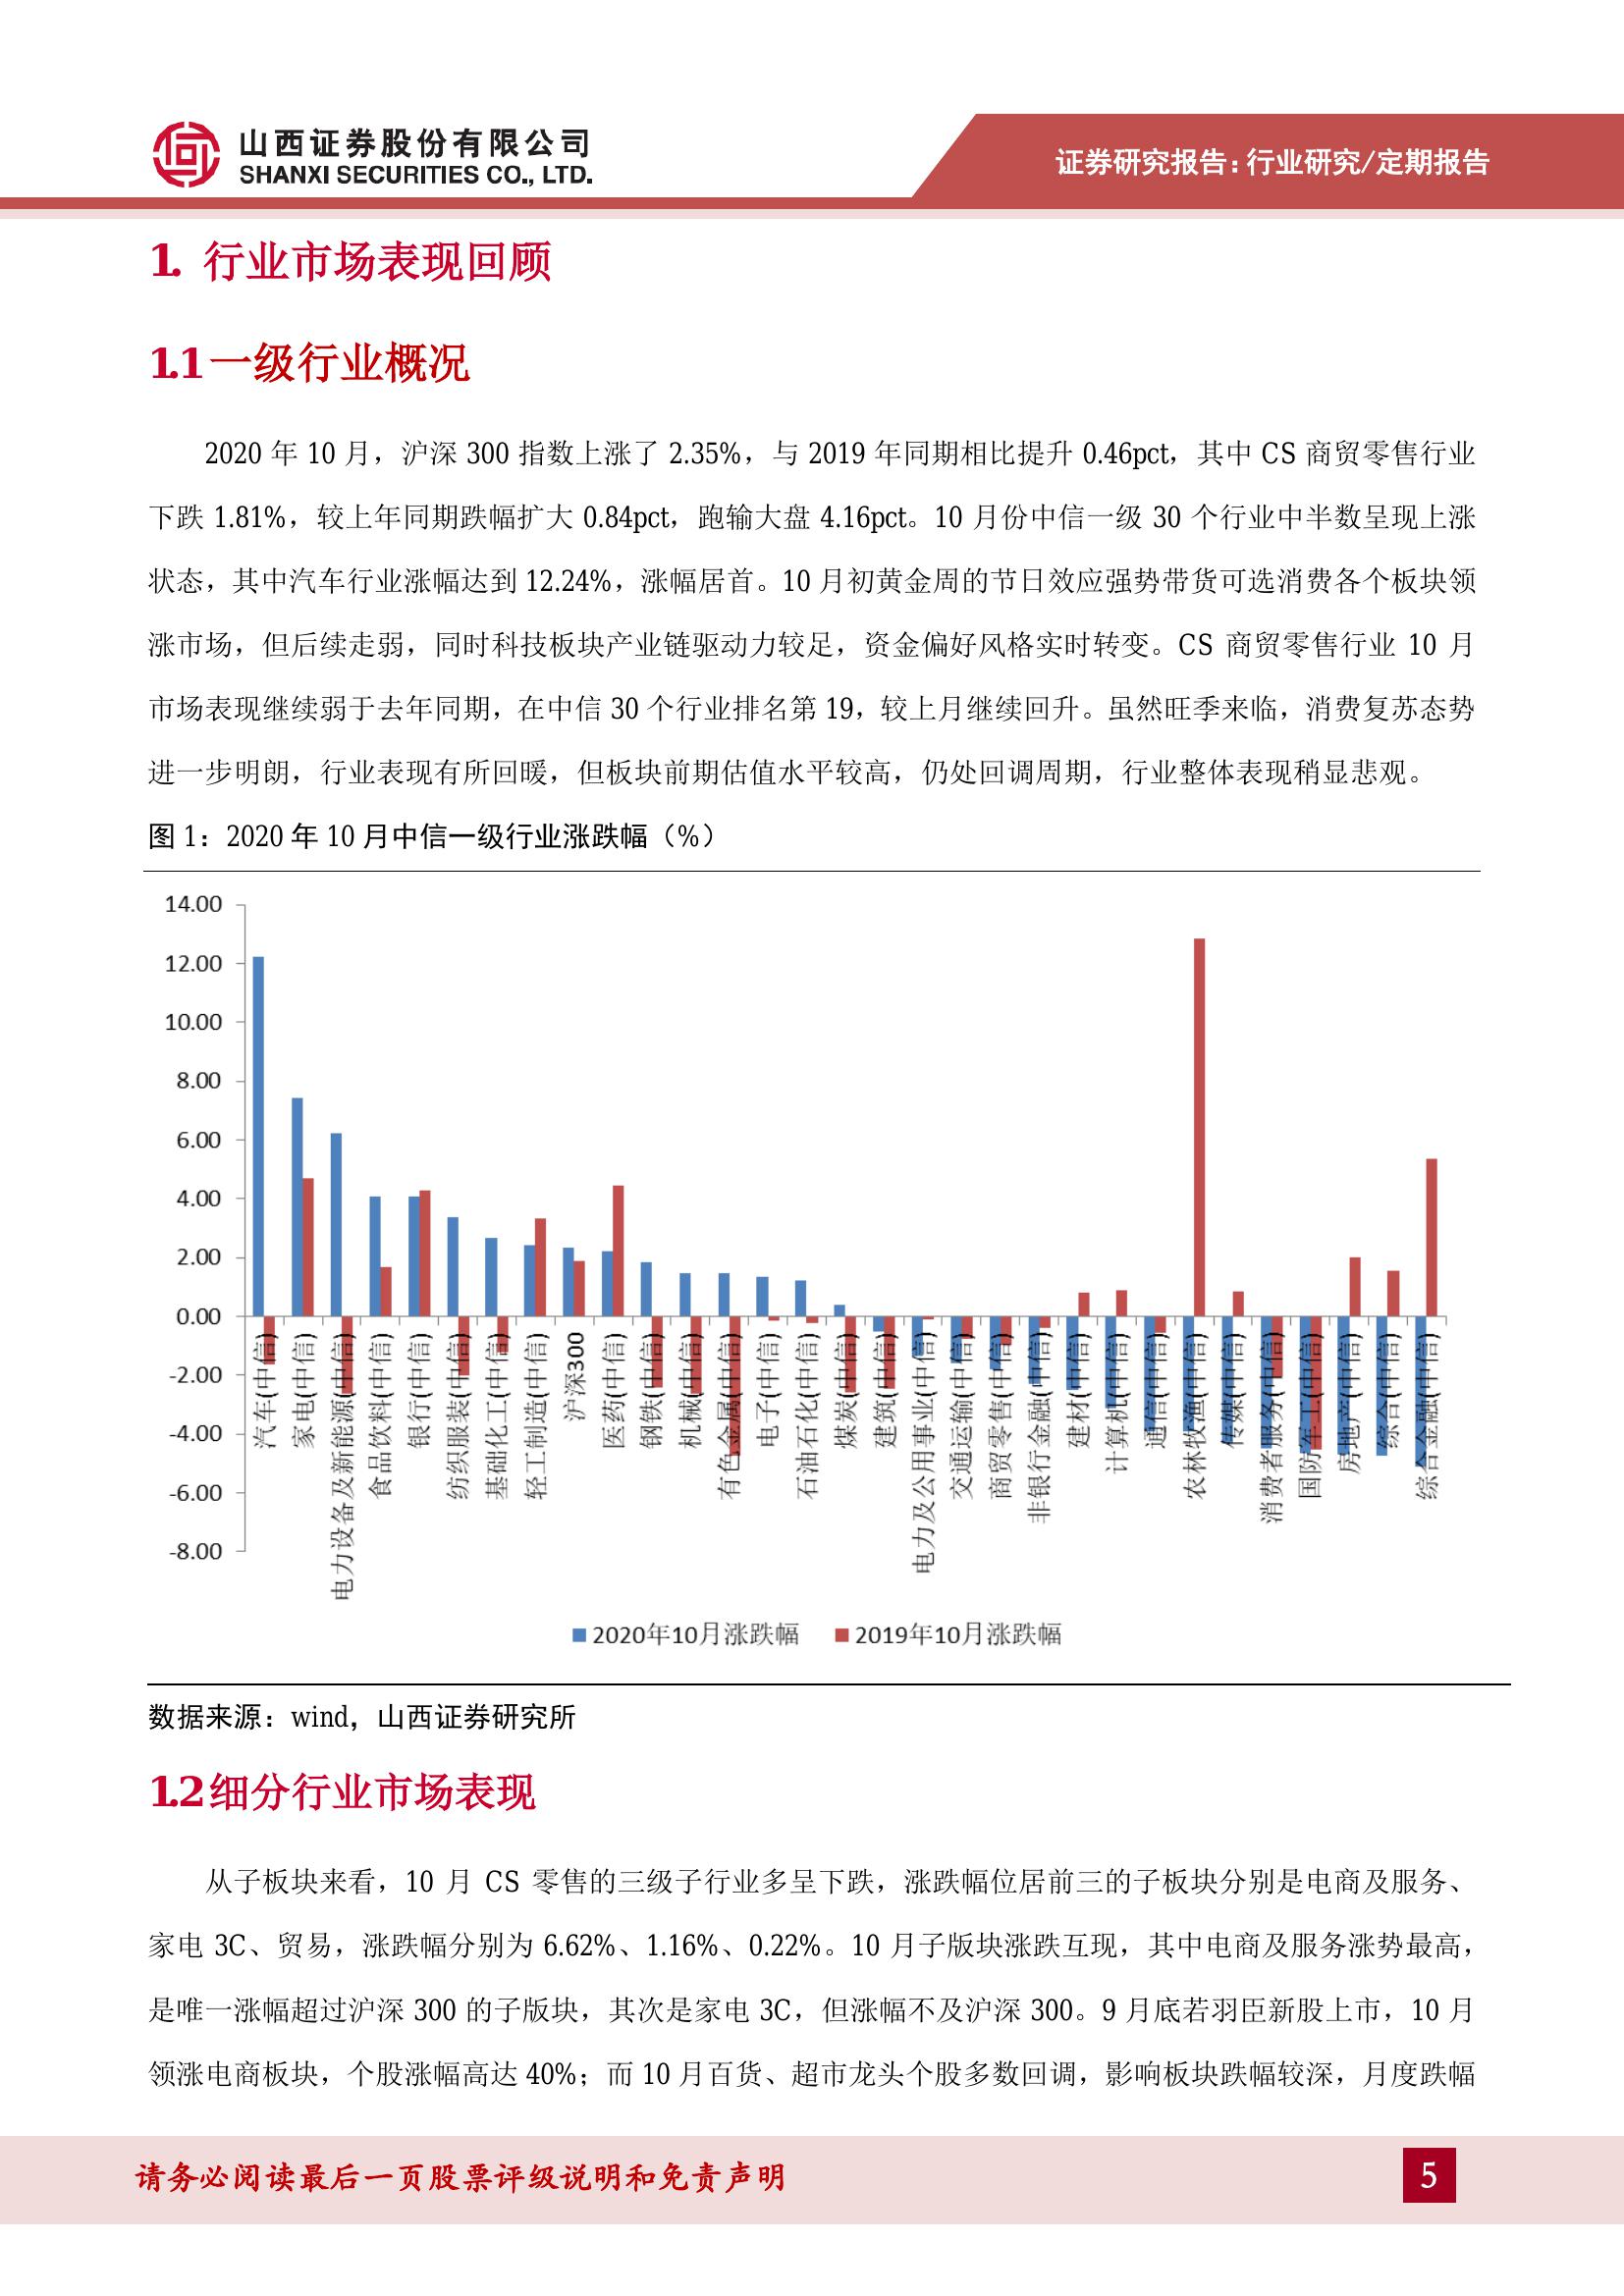 山西证券股份有限公司
SHANXI SECURITIES CO., LTD.
证券研究报告:行业研究/定期报告
1. 行业市场表现回顾
1.1 一级行业概况
2020 年 10 月，沪深 300 指数上涨了 2.35%，与 2019 年同期相比提升 0.46pct，其中 CS 商贸零售行业
下跌 1.81%，较上年同期跌幅扩大 0.84pct，跑输大盘 4.16pct。10 月份中信一级 30 个行业中半数呈现上涨
状态，其中汽车行业涨幅达到 12.24%，涨幅居首。10 月初黄金周的节日效应强势带货可选消费各个板块领
涨市场，但后续走弱，同时科技板块产业链驱动力较足，资金偏好风格实时转变。CS 商贸零售行业 10 月
市场表现继续弱于去年同期，在中信 30 个行业排名第 19，较上月继续回升。虽然旺季来临，消费复苏态势
进一步明朗，行业表现有所回暖，但板块前期估值水平较高，仍处回调周期，行业整体表现稍显悲观。
图 1：2020 年 10 月中信一级行业涨跌幅（%）
14.00
12.00
10.00
8.00
6.00
4.00
2.00
0.00
-2.00
-4.00
-6.00
-8.00
汽车(中信)
家电(中信)
电力设备及新能源(中信)
食品饮料(中信)
银行(中信)
纺织服装(中信)
基础化工(中信)
轻工制造(中信)
沪深300
医药(中信)
钢铁(中信)
机械(中信)
有色金属(中信)
电子(中信)
石油石化(中信)
煤炭(中信)
建筑(中信)
电力及公用事业(中信)
交通运输(中信)
商贸零售(中信)
非银行金融(中信)
建材(中信)
计算机(中信)
通信(中信)
农林牧渔(中信)
传媒(中信)
消费者服务(中信)
国防军工(中信)
房地产(中信)
综合(中信)
综合金融(中信)
2020年10月涨跌幅
2019年10月涨跌幅
数据来源：wind，山西证券研究所
1.2 细分行业市场表现
从子板块来看，10 月 CS 零售的三级子行业多呈下跌，涨跌幅位居前三的子板块分别是电商及服务、
家电 3C、贸易，涨跌幅分别为 6.62%、1.16%、0.22%。10 月子版块涨跌互现，其中电商及服务涨势最高，
是唯一涨幅超过沪深 300 的子版块，其次是家电 3C，但涨幅不及沪深 300。9 月底若羽臣新股上市，10 月
领涨电商板块，个股涨幅高达 40%；而 10 月百货、超市龙头个股多数回调，影响板块跌幅较深，月度跌幅
请务必阅读最后一页股票评级说明和免责声明
5